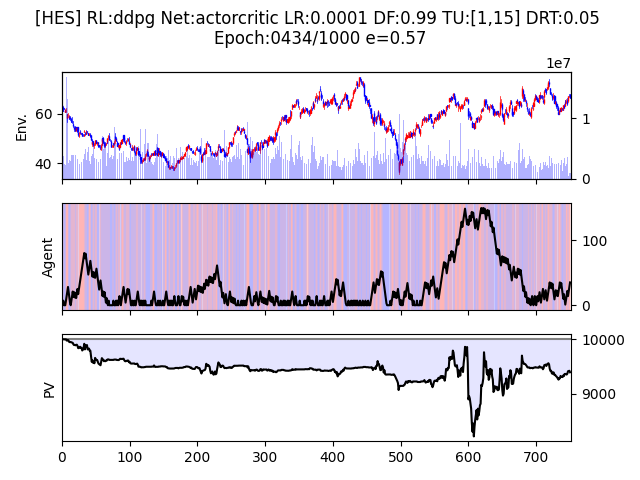 [HES] RL:ddpg Net:actorcritic LR:0.0001 DF:0.99 TU:[1,15] DRT:0.05
Epoch:0434/1000 e=0.57
1e7
Env.
60
40
1
0
Agent
100
0
PV
10000
9000
0 100 200 300 400 500 600 700